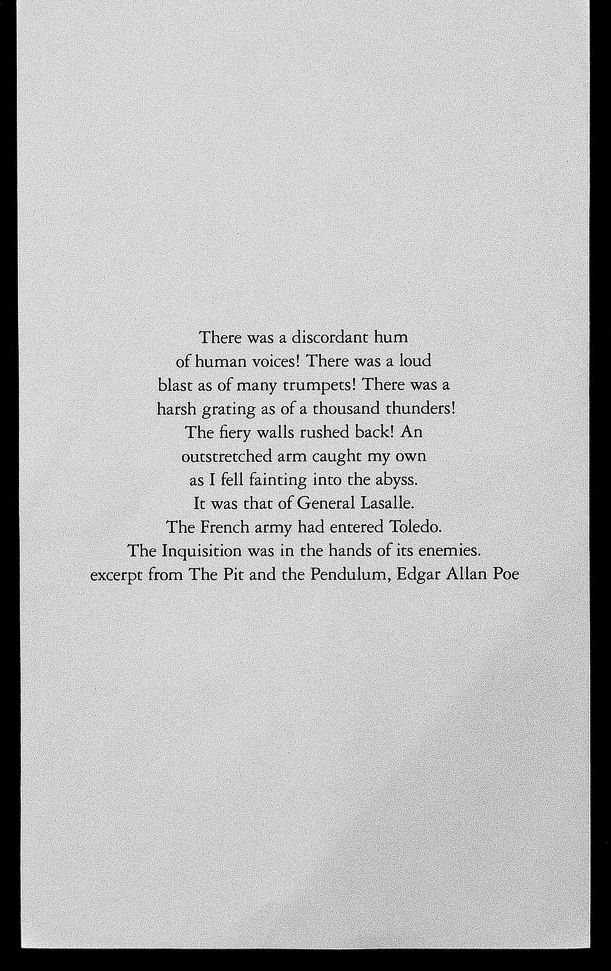 There was a discordant hum
of human voices! There was a loud
blast as of many trumpets! There was a
harsh grating as of a thousand thunders!
The fiery walls rushed back! An
outstretched arm caught my own
as I fell fainting into the abyss.
It was that of General Lasalle.
The French army had entered Toledo.
The Inquisition was in the hands of its enemies.
excerpt from The Pit and the Pendulum, Edgar Allan Poe